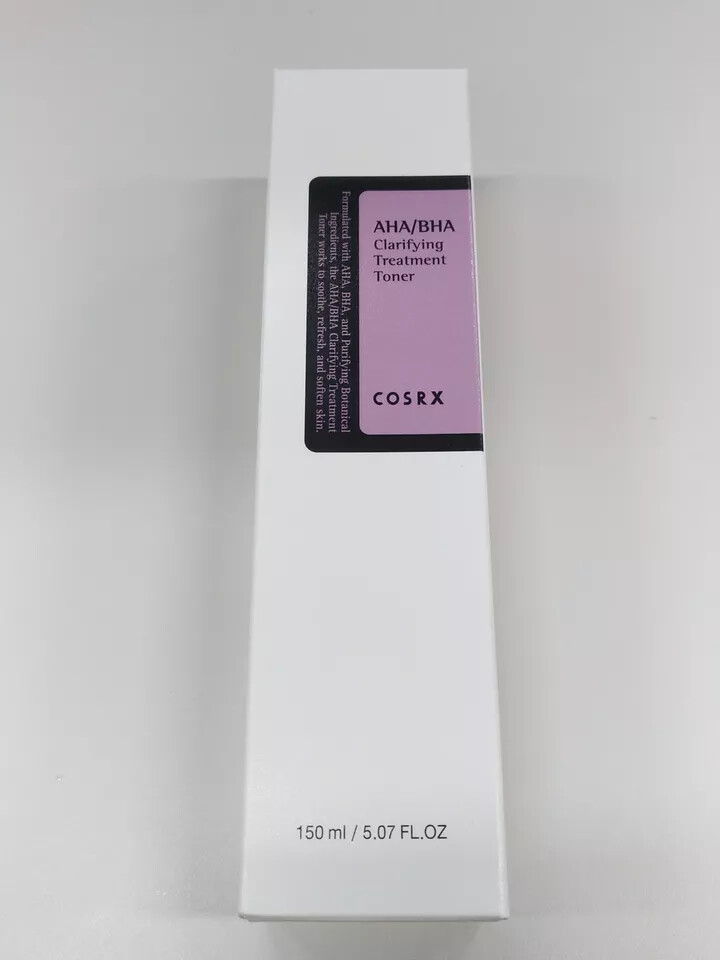 AHA/BHA
Clarifying
Treatment
Toner
COSRX
Formulated with AHA, BHA, and Purifying Botanical
Ingredients, the AHA/BHA Clarifying Treatment
Toner works to soothe, refresh, and soften skin.
150 ml / 5.07 FL.OZ